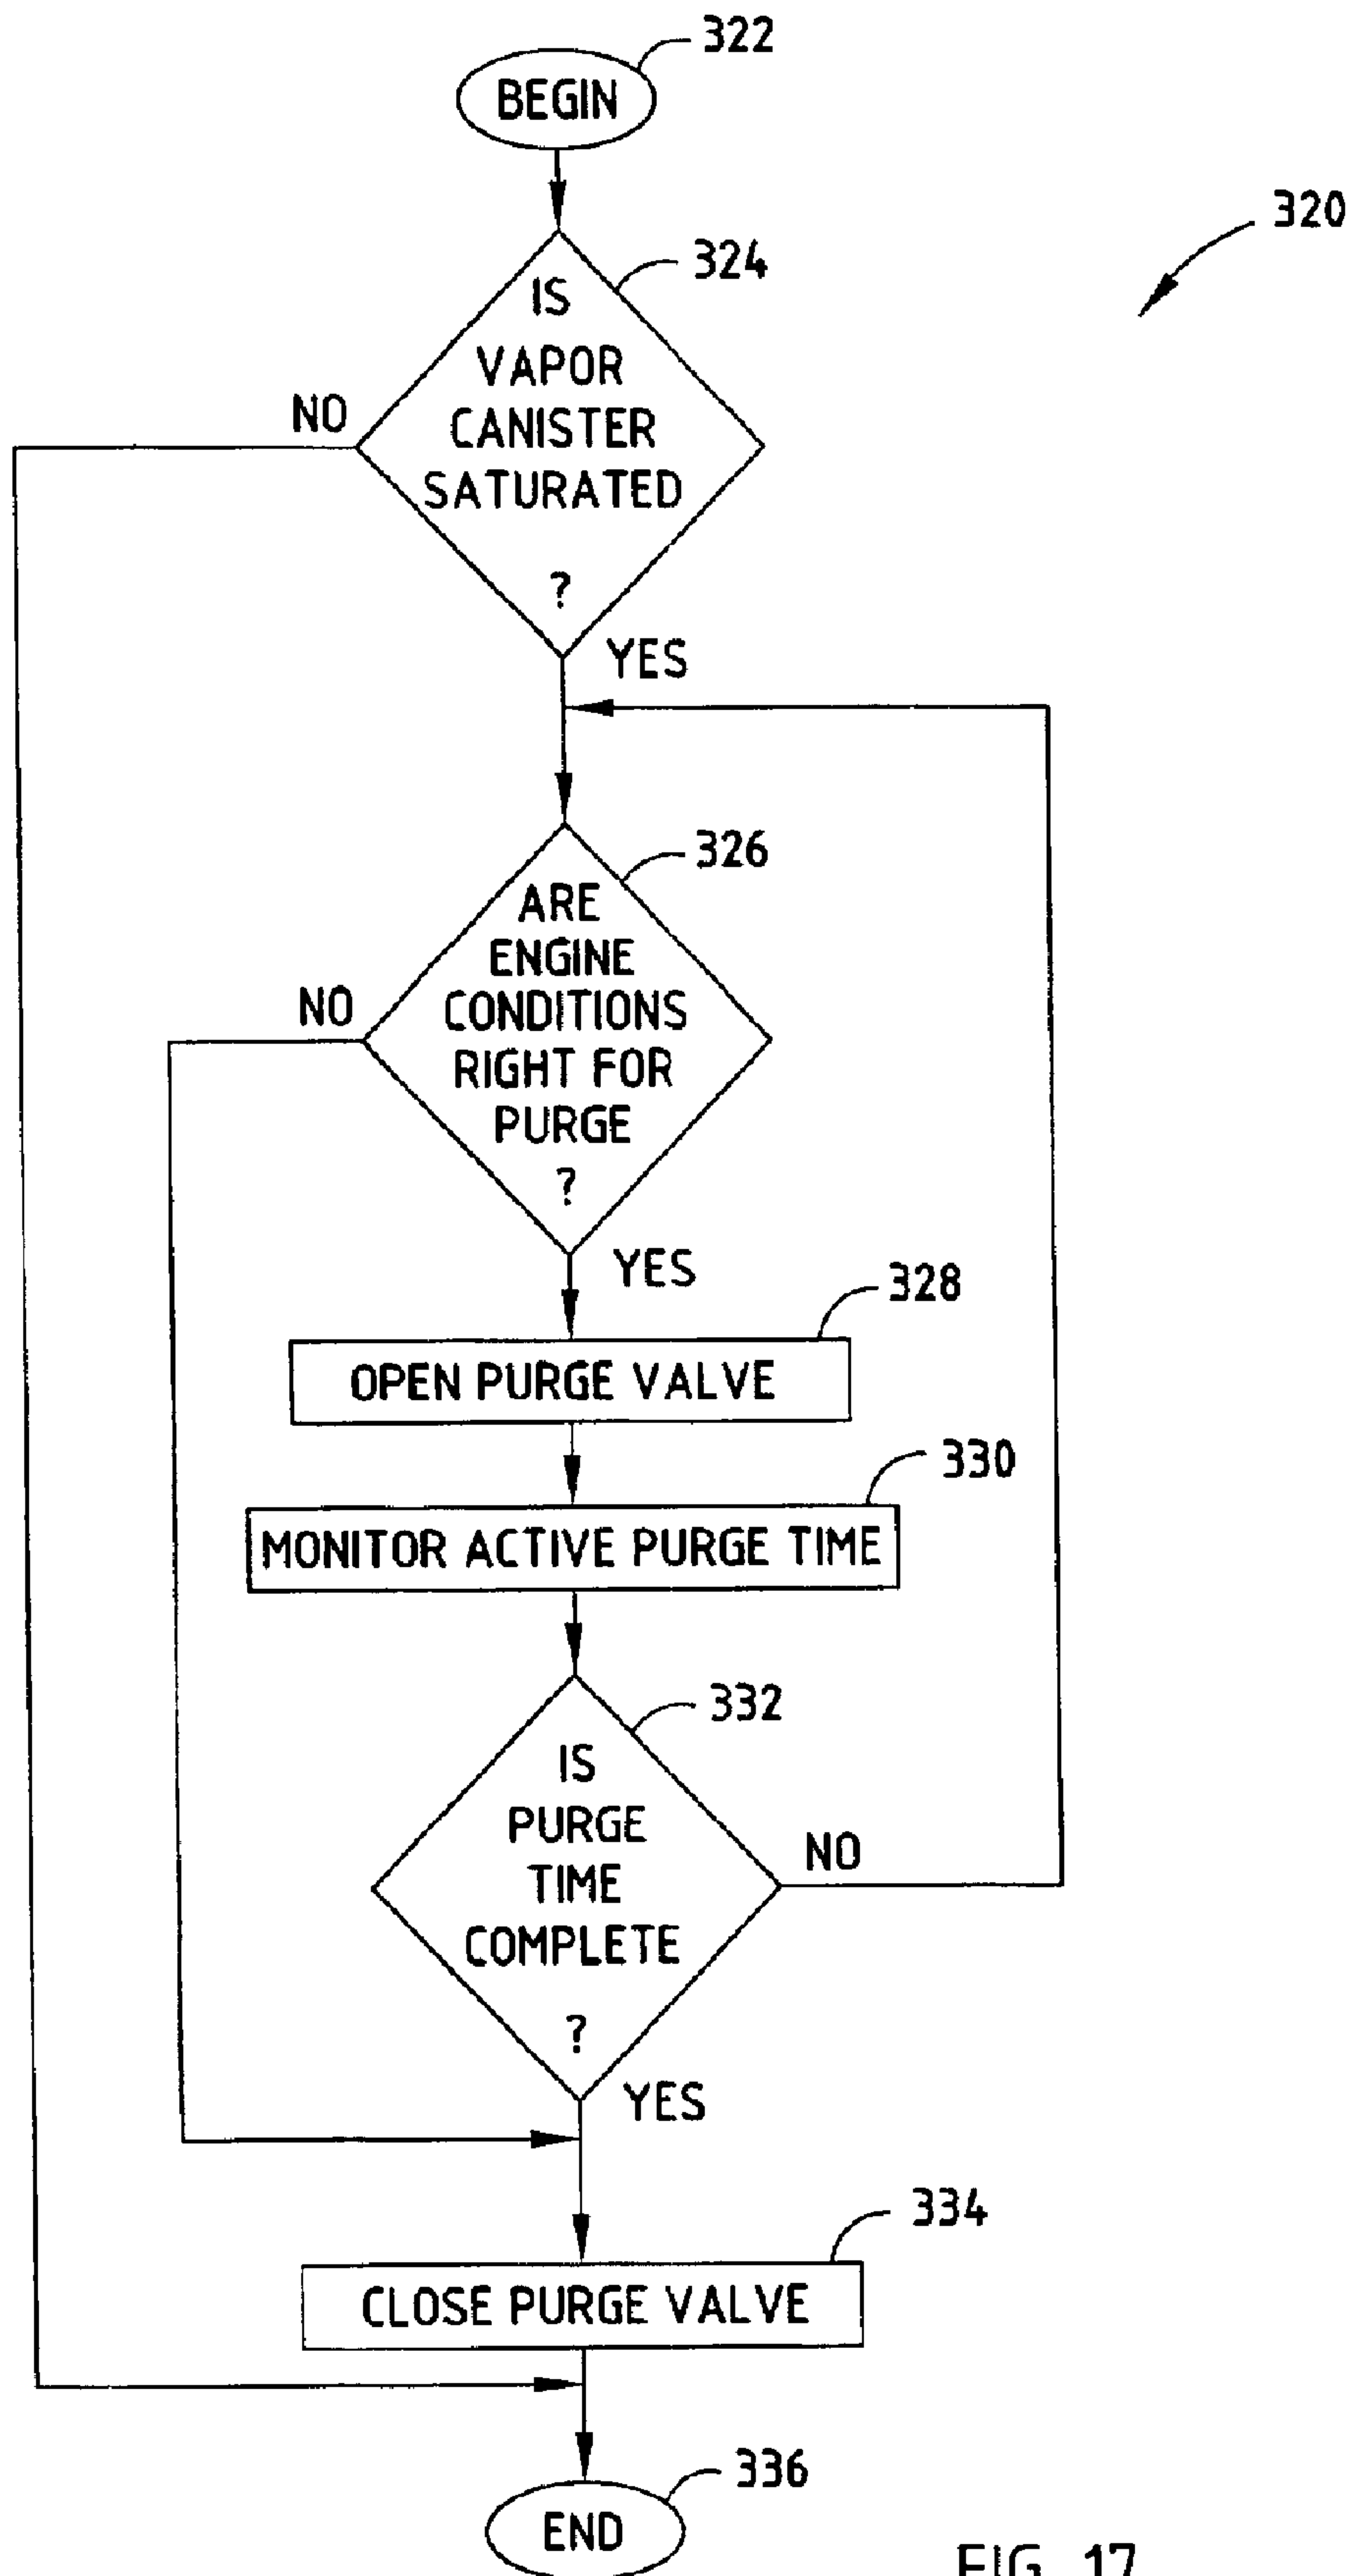 322
BEGIN
320
324
IS
VAPOR
CANISTER
SATURATED
?
NO
YES
326
ARE
ENGINE
CONDITIONS
RIGHT FOR
PURGE
?
NO
YES
328
OPEN PURGE VALVE
330
MONITOR ACTIVE PURGE TIME
332
IS
PURGE
TIME
COMPLETE
?
NO
YES
334
CLOSE PURGE VALVE
336
END
FIG. 17